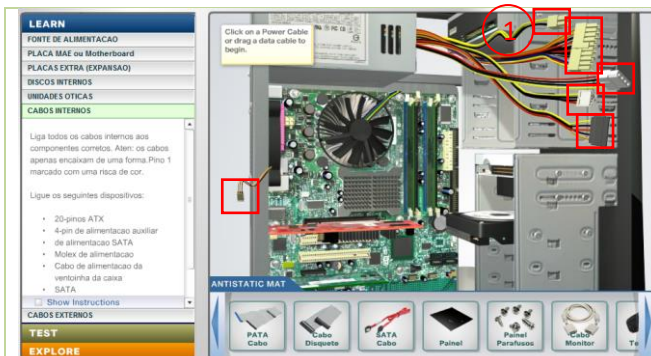 LEARN
FONTE DE ALIMENTACAO
PLACA MAE ou Motherboard
PLACAS EXTRA (EXPANSAO)
DISCOS INTERNOS
UNIDADES OTICAS
CABOS INTERNOS
Liga todos os cabos internos aos
componentes corretos. Aten: os cabos
apenas encaixam de uma forma.Pino 1
marcado com uma risca de cor.
Ligue os seguintes dispositivos:
• 20-pinos ATX
• 4-pin de alimentacao auxiliar
• de alimentacao SATA
• Molex de alimentacao
• Cabo de alimentacao da
ventoinha da caixa
• SATA
Show Instructions
CABOS EXTERNOS
TEST
EXPLORE
Click on a Power Cable
or drag a data cable to
begin.
1
ANTISTATIC MAT
PATA
Cabo
Cabo
Disquete
SATA
Cabo
Painel
Painel
Parafusos
Cabo
Monitor